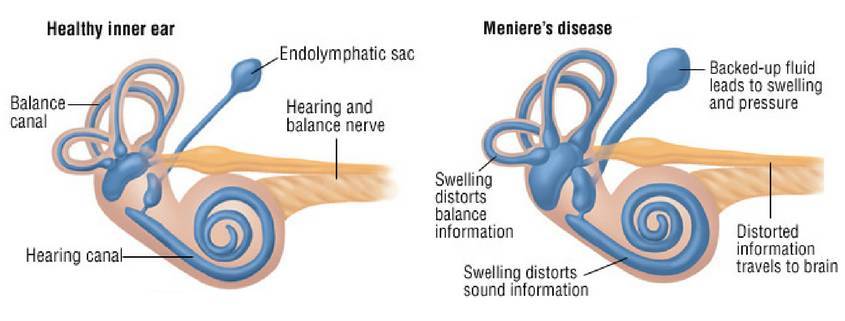 Healthy inner ear
Endolymphatic sac
Balance
canal
Hearing and
balance nerve
Hearing canal
Meniere's disease
Backed-up fluid
leads to swelling
and pressure
Swelling
distorts
balance
information
Swelling distorts
sound information
Distorted
information
travels to brain